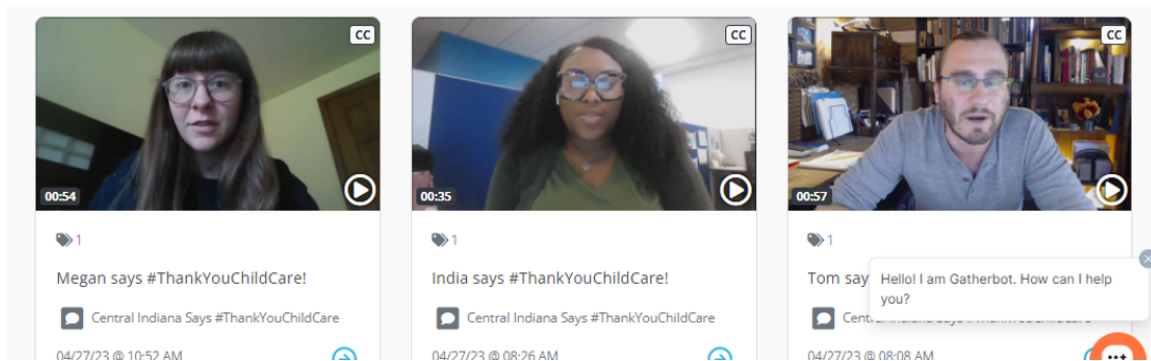 CC
00:54
1
Megan says #ThankYouChildCare!
Central Indiana Says #ThankYouChildCare
04/27/23 @ 10:52 AM
CC
00:35
1
India says #ThankYouChildCare!
Central Indiana Says #ThankYouChildCare
04/27/23 @ 08:26 AM
CC
00:57
1
Tom say
Hello! I am Gatherbot. How can I help
you?
04/27/23 @ 08:08 AM